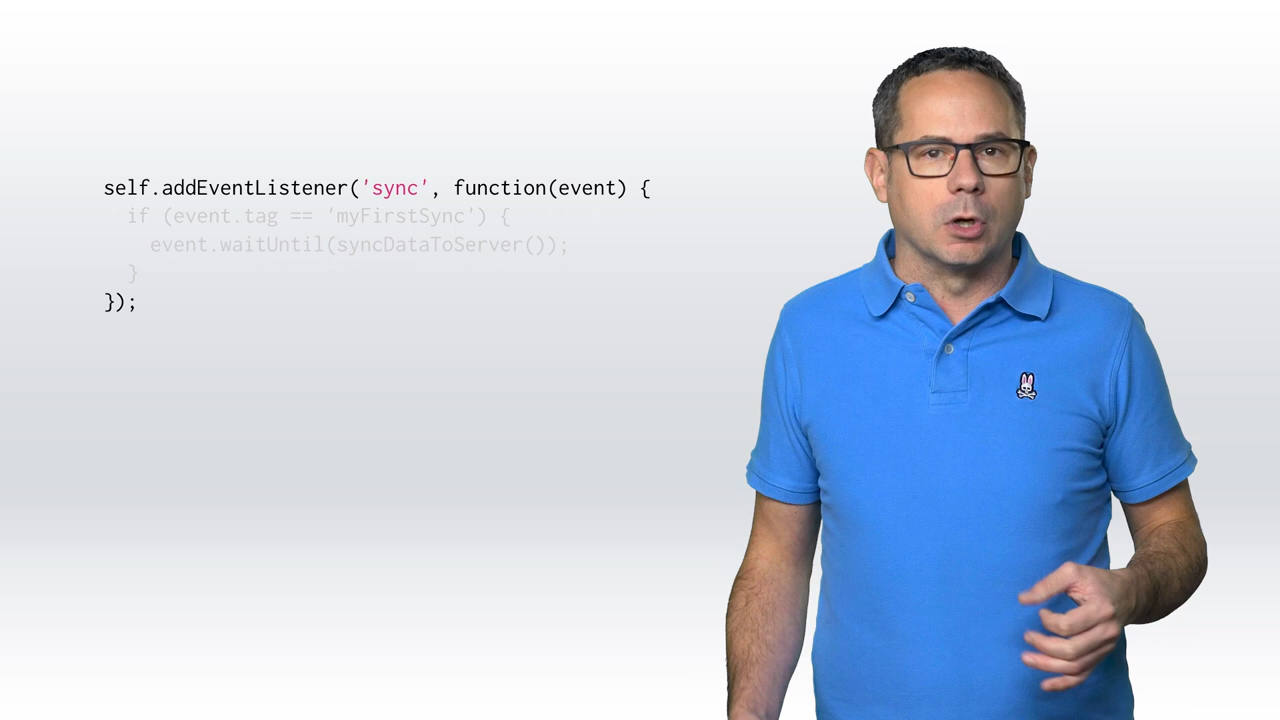 self.addEventListener('sync', function(event) {
if (event.tag == 'myFirstSync') {
event.waitUntil(syncDataToServer());
}
});